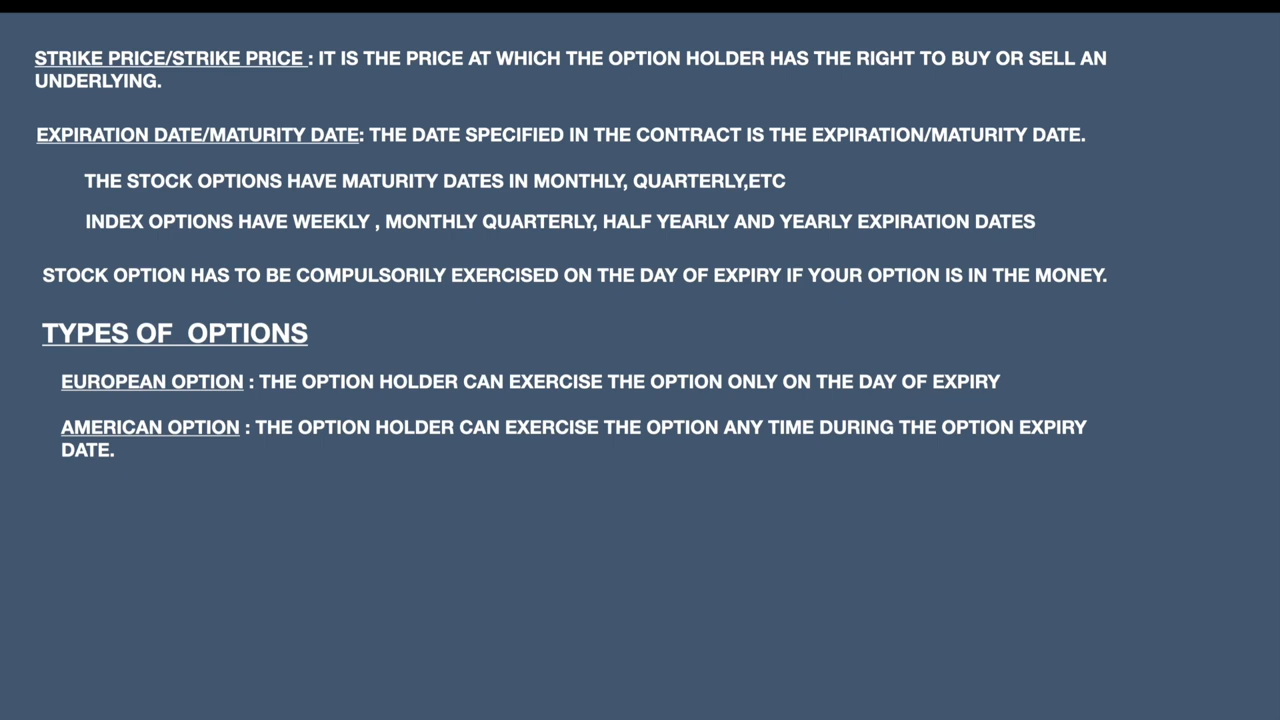 STRIKE PRICE/STRIKE PRICE : IT IS THE PRICE AT WHICH THE OPTION HOLDER HAS THE RIGHT TO BUY OR SELL AN
UNDERLYING.
EXPIRATION DATE/MATURITY DATE: THE DATE SPECIFIED IN THE CONTRACT IS THE EXPIRATION/MATURITY DATE.
THE STOCK OPTIONS HAVE MATURITY DATES IN MONTHLY, QUARTERLY,ETC
INDEX OPTIONS HAVE WEEKLY , MONTHLY QUARTERLY, HALF YEARLY AND YEARLY EXPIRATION DATES
STOCK OPTION HAS TO BE COMPULSORILY EXERCISED ON THE DAY OF EXPIRY IF YOUR OPTION IS IN THE MONEY.
TYPES OF  OPTIONS
EUROPEAN OPTION : THE OPTION HOLDER CAN EXERCISE THE OPTION ONLY ON THE DAY OF EXPIRY
AMERICAN OPTION : THE OPTION HOLDER CAN EXERCISE THE OPTION ANY TIME DURING THE OPTION EXPIRY
DATE.